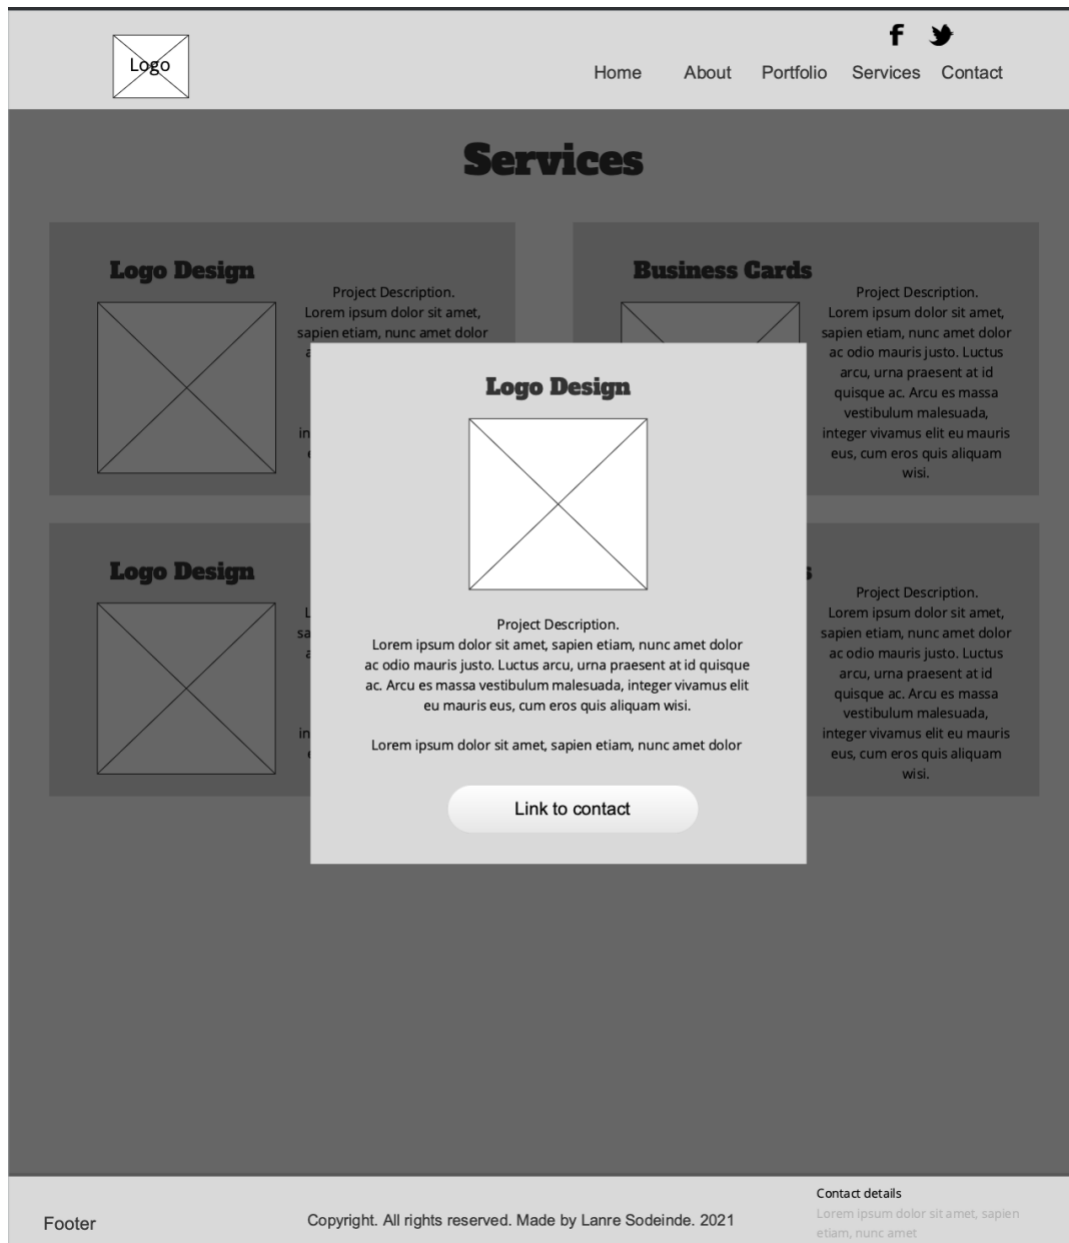 Logo
Home About Portfolio Services Contact
Services
Logo Design
Project Description.
Lorem ipsum dolor sit amet,
sapien etiam, nunc amet dolor
Business Cards
Project Description.
Lorem ipsum dolor sit amet,
sapien etiam, nunc amet dolor
ac odio mauris justo. Luctus
arcu, urna praesent at id
quisque ac. Arcu es massa
vestibulum malesuada,
integer vivamus elit eu mauris
eus, cum eros quis aliquam
wisi.
Logo Design
Project Description.
Lorem ipsum dolor sit amet, sapien etiam, nunc amet dolor
ac odio mauris justo. Luctus arcu, urna praesent at id quisque
ac. Arcu es massa vestibulum malesuada, integer vivamus elit
eu mauris eus, cum eros quis aliquam wisi.
Lorem ipsum dolor sit amet, sapien etiam, nunc amet dolor
Link to contact
Logo Design
Project Description.
Lorem ipsum dolor sit amet,
sapien etiam, nunc amet dolor
ac odio mauris justo. Luctus
arcu, urna praesent at id
quisque ac. Arcu es massa
vestibulum malesuada,
integer vivamus elit eu mauris
eus, cum eros quis aliquam
wisi.
Footer
Copyright. All rights reserved. Made by Lanre Sodeinde. 2021
Contact details
Lorem ipsum dolor sit amet, sapien
etiam, nunc amet